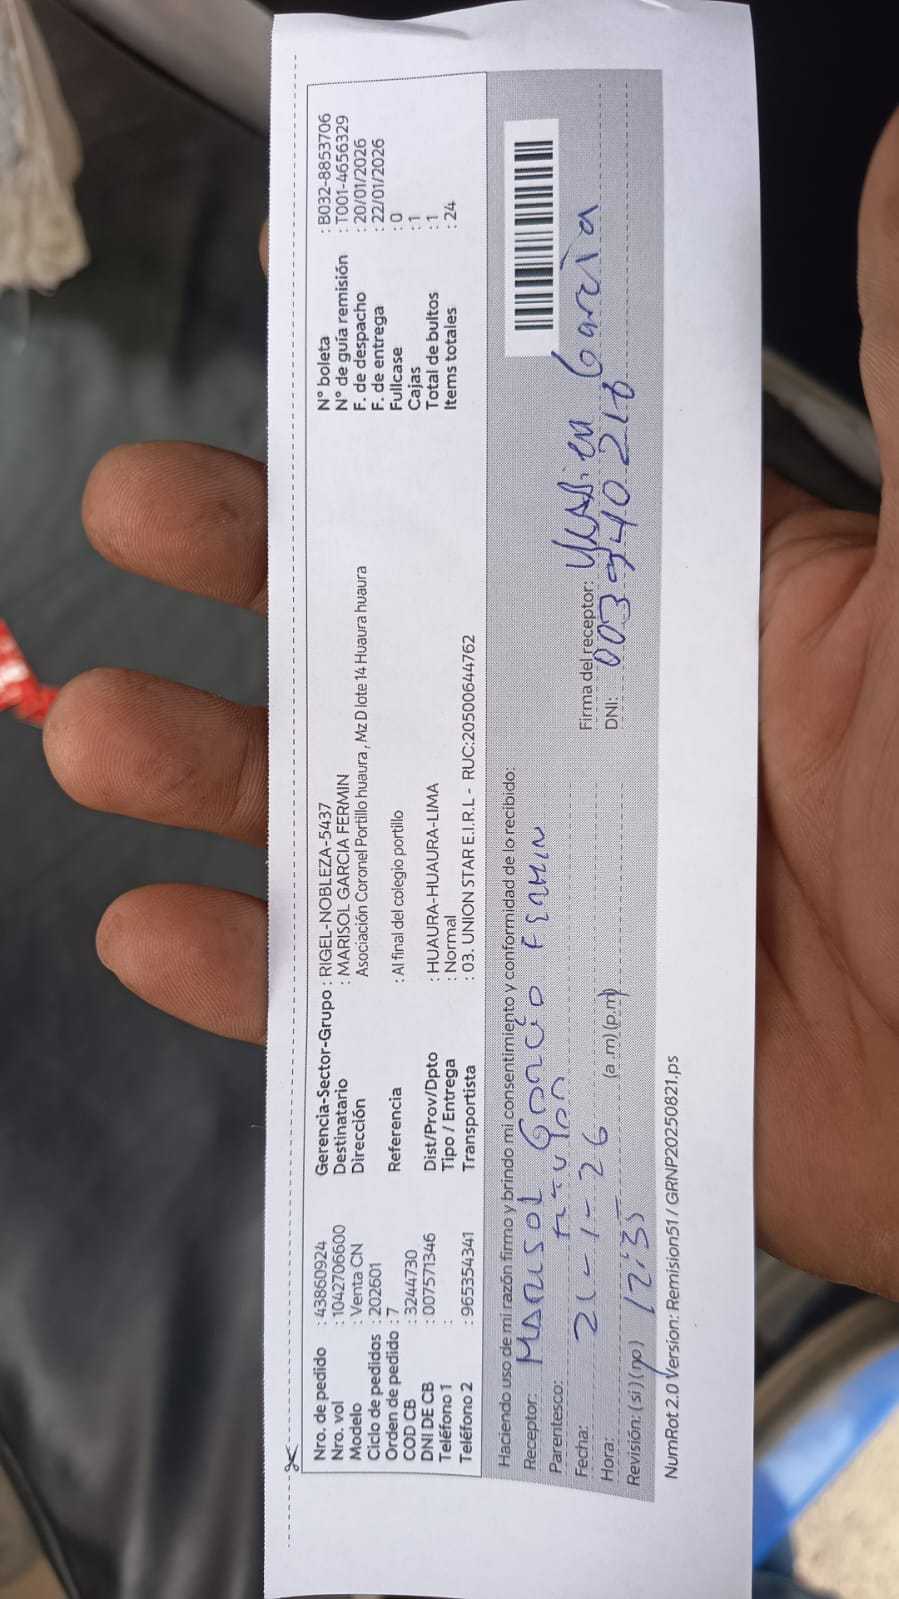 Nro. de pedido : 43860924
Nro. vol : 1042706600
Modelo : Venta CN
Ciclo de pedidos : 202601
Orden de pedido : 7
COD CB : 3244730
DNI DE CB : 007571346
Teléfono 1 :
Teléfono 2 : 965354341
Gerencia-Sector-Grupo : RIGEL-NOBLEZA-5437
Destinatario : MARISOL GARCIA FERMIN
Dirección Asociación Coronel Portillo huaura , Mz D lote 14 Huaura huaura
Referencia : Al final del colegio portillo
Dist/Prov/Dpto : HUAURA-HUAURA-LIMA
Tipo / Entrega : Normal
Transportista : 03. UNION STAR E.I.R.L - RUC:20500644762
N° boleta : B032-8853706
N° de guía remisión : T001-4656329
F. de despacho : 20/01/2026
F. de entrega : 22/01/2026
Fullcase : 0
Cajas : 1
Total de bultos : 1
Items totales : 24
Haciendo uso de mi razón firmo y brindo mi consentimiento y conformidad de lo recibido:
Receptor: MARISOL GARCIA FERMIN
Parentesco:
Fecha: 21-1-26
Hora: (a .m) (p.m)
Revisión: (si) (no) 12:35
Firma del receptor: Garcia
DNI:
NumRot 2.0 Version: Remision51 / GRNP20250821.ps